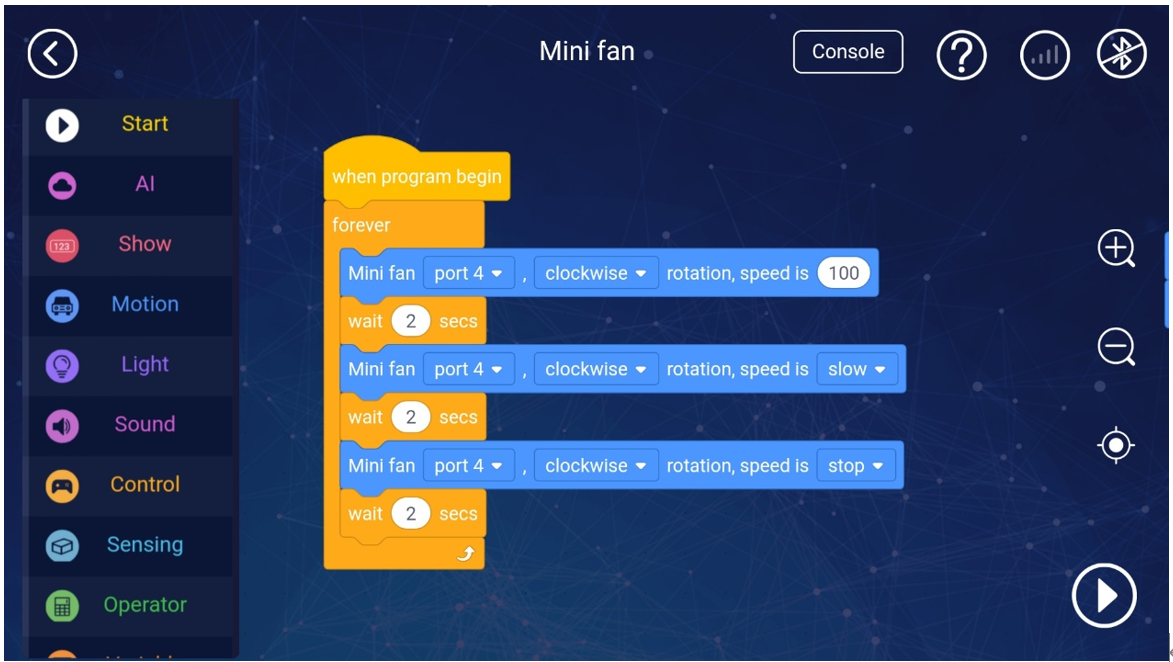 Mini fan
Console
Start
AI
Show
123
Motion
Light
Sound
Control
Sensing
Operator
when program begin
forever
Mini fan port 4 , clockwise rotation, speed is 100
wait 2 secs
Mini fan port 4 , clockwise rotation, speed is slow
wait 2 secs
Mini fan port 4 , clockwise rotation, speed is stop
wait 2 secs